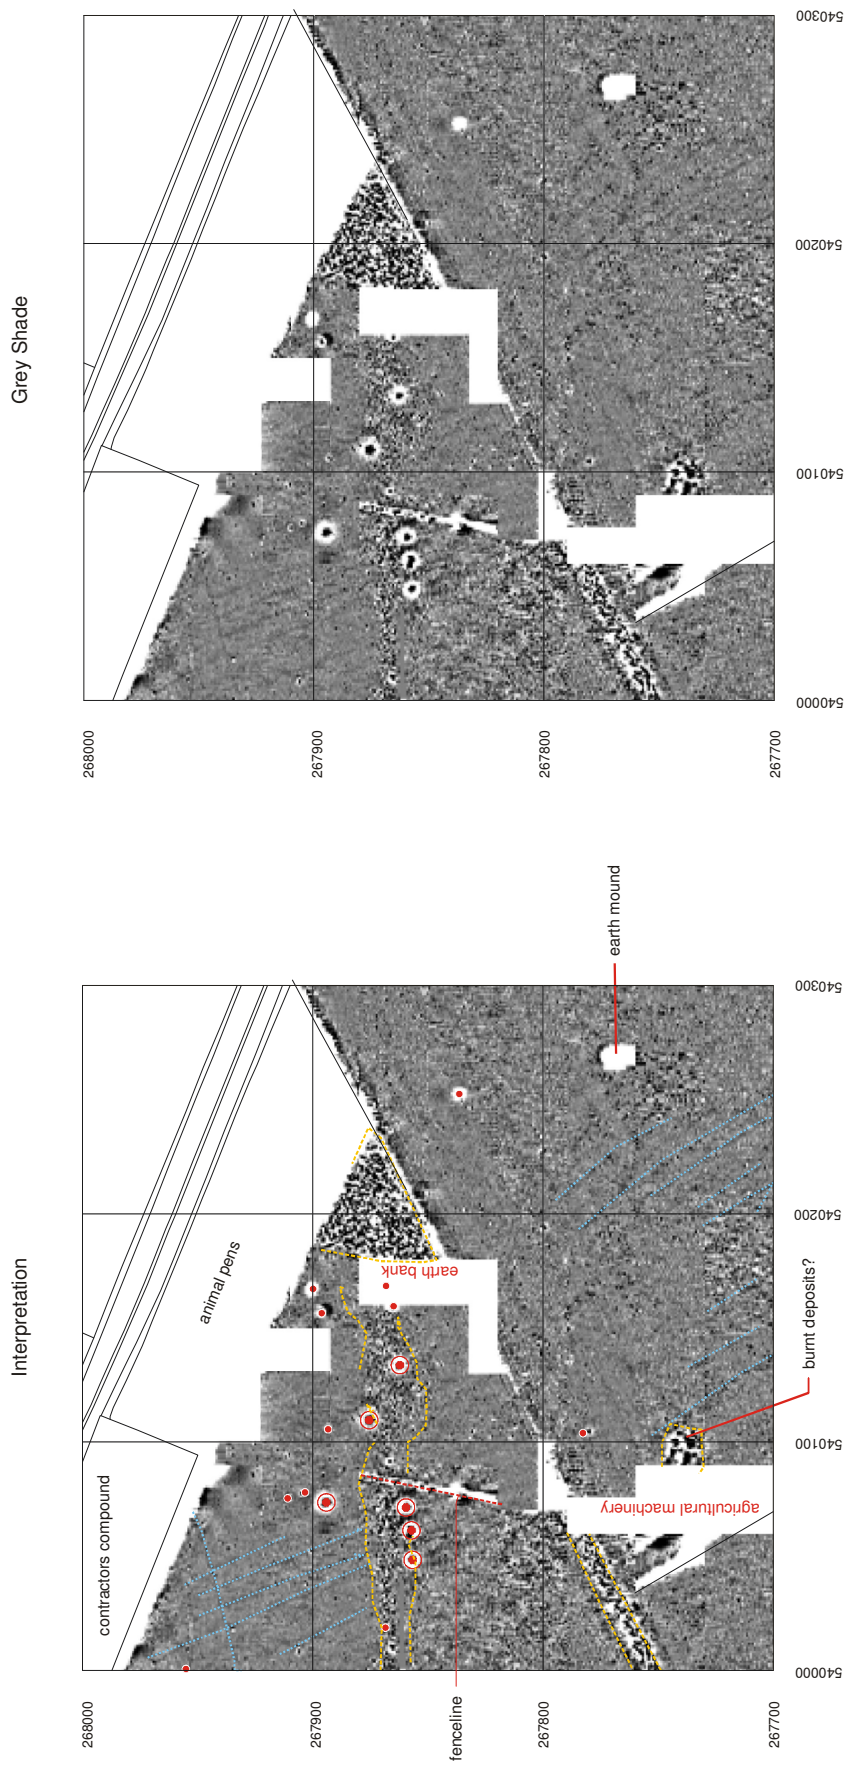 Grey Shade
540300
540200
540100
540000
268000
267900
267800
267700
Interpretation
earth mound
540300
animal pens
540200
earth bank
burnt deposits?
540100
contractors compound
agricultural machinery
540000
fenceline
268000
267900
267800
267700